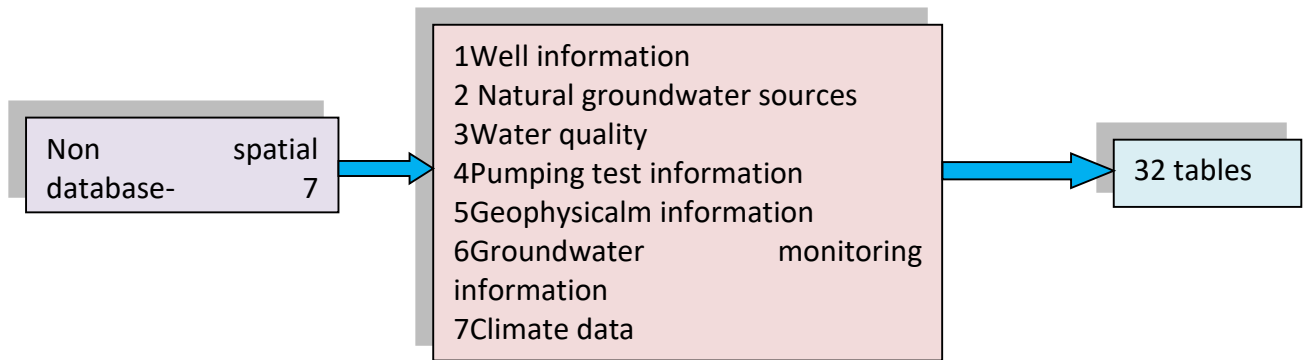 Non spatial
database- 7
1Well information
2 Natural groundwater sources
3Water quality
4Pumping test information
5Geophysicalm information
6Groundwater monitoring
information
7Climate data
32 tables